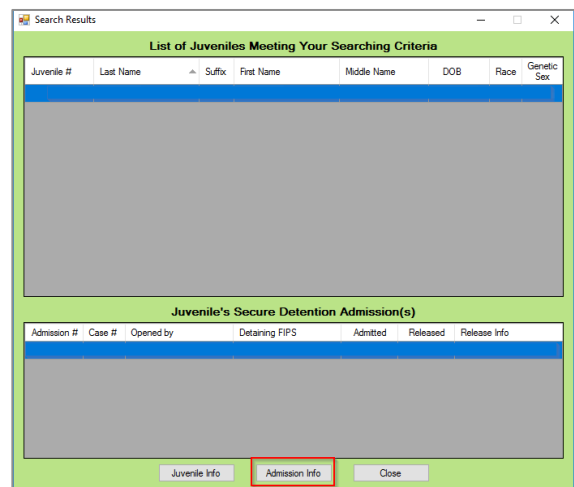 Search Results
List of Juveniles Meeting Your Searching Criteria
Juvenile # Last Name Suffix First Name Middle Name DOB Race Genetic Sex
Juvenile's Secure Detention Admission(s)
Admission # Case # Opened by Detaining FIPS Admitted Released Release Info
Juvenile Info Admission Info Close